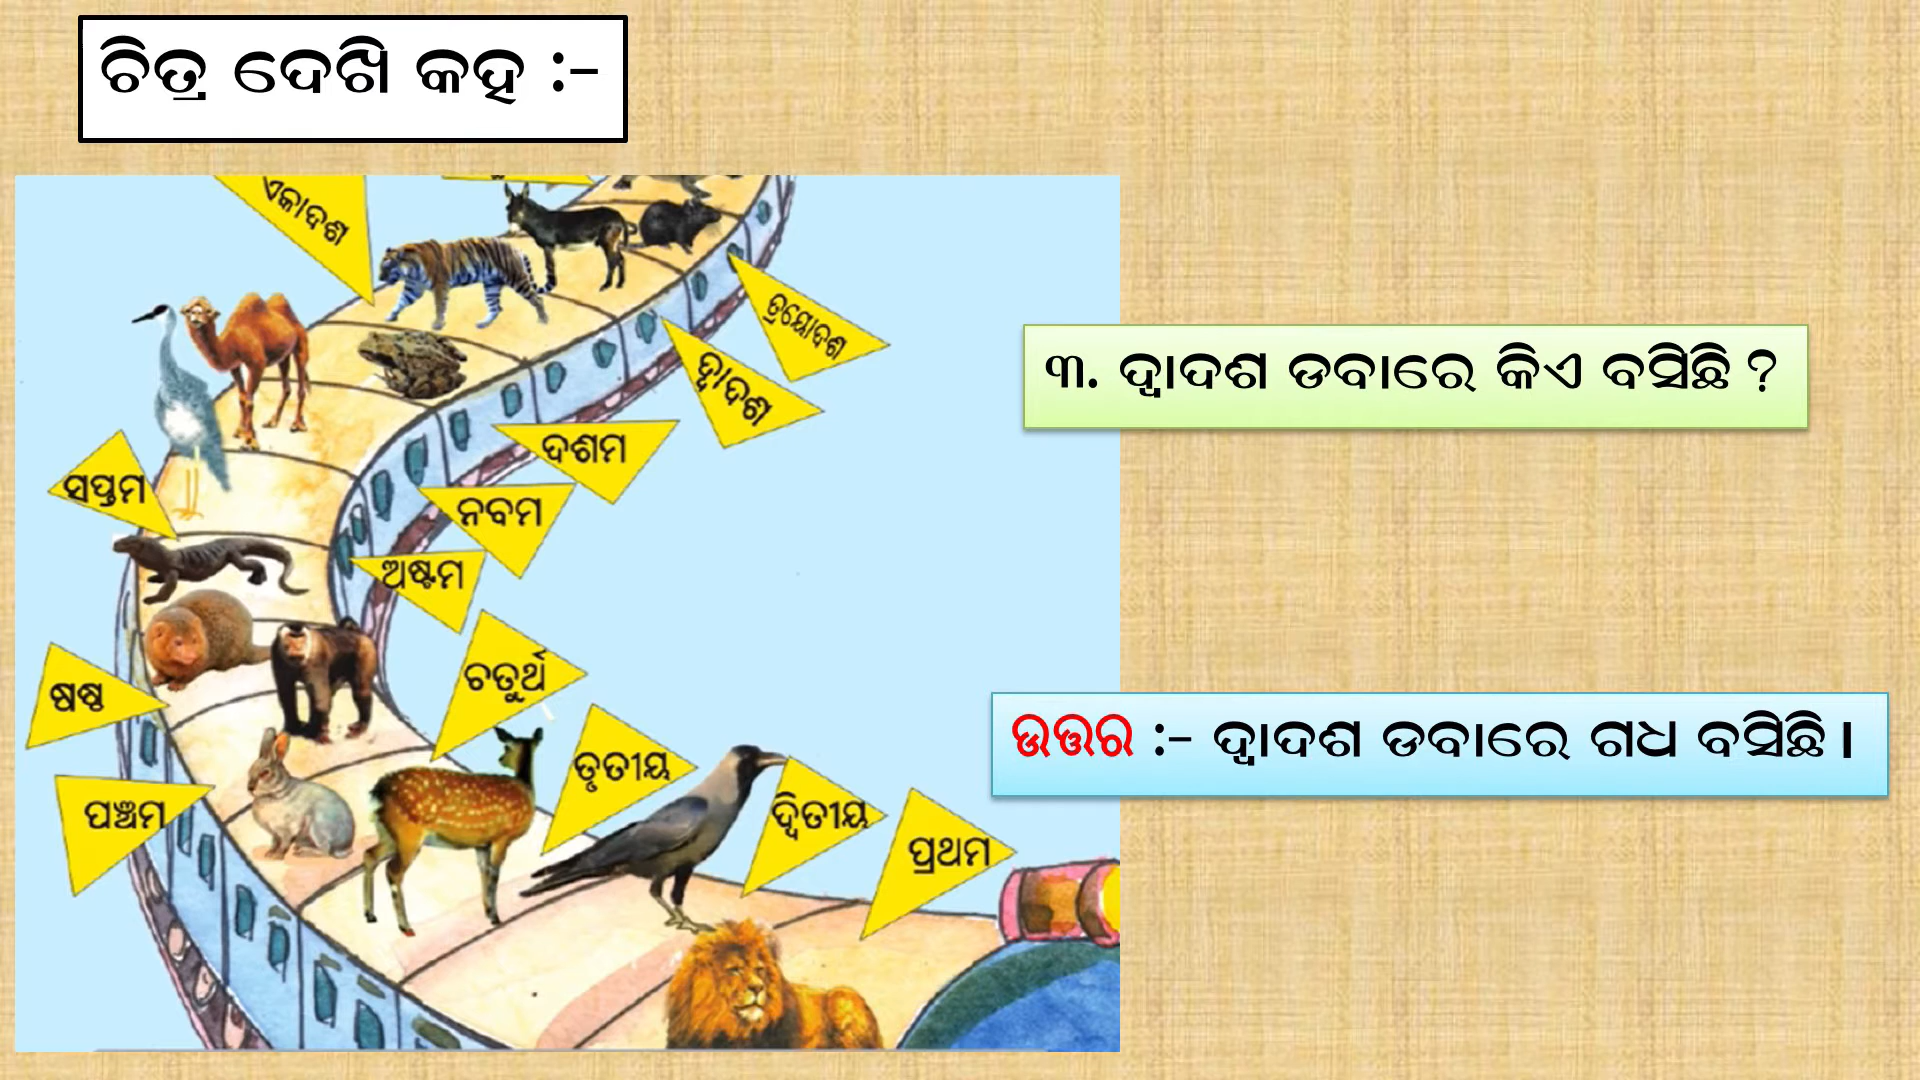 ଚିତ୍ର ଦେଖି କହ :-
ଏକାଦଶ
ତ୍ରୟୋଦଶ
ଦ୍ୱାଦଶ
୩. ଦ୍ୱାଦଶ ଡବାରେ କିଏ ବସିଛି ?
ଦଶମ
ସପ୍ତମ
ନବମ
ଅଷ୍ଟମ
ଚତୁର୍ଥ
ଷଷ୍ଠ
ତୃତୀୟ
ଉତ୍ତର :- ଦ୍ୱାଦଶ ଡବାରେ ଗଧ ବସିଛି ।
ପଞ୍ଚମ
ଦ୍ୱିତୀୟ
ପ୍ରଥମ